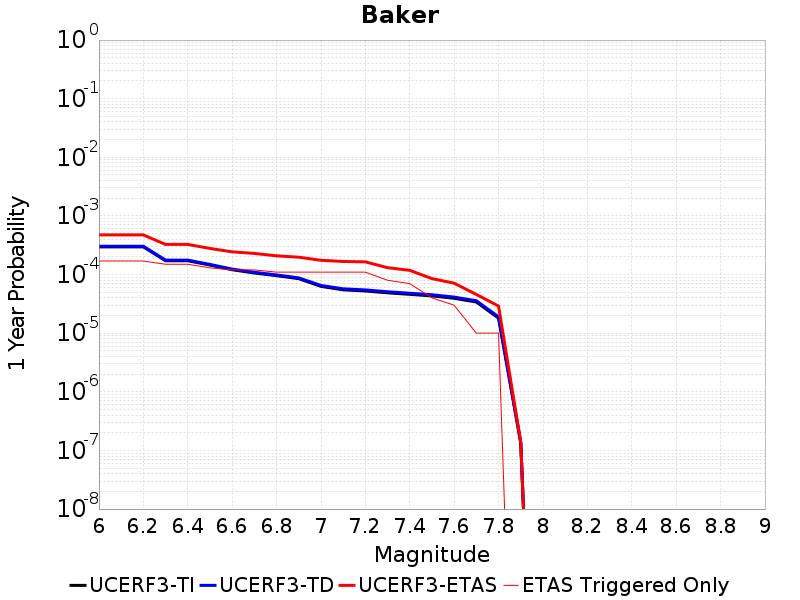 Baker
10^0
10^-1
10^-2
10^-3
10^-4
10^-5
10^-6
10^-7
10^-8
1 Year Probability
6 6.2 6.4 6.6 6.8 7 7.2 7.4 7.6 7.8 8 8.2 8.4 8.6 8.8 9
Magnitude
UCERF3-TI UCERF3-TD UCERF3-ETAS ETAS Triggered Only